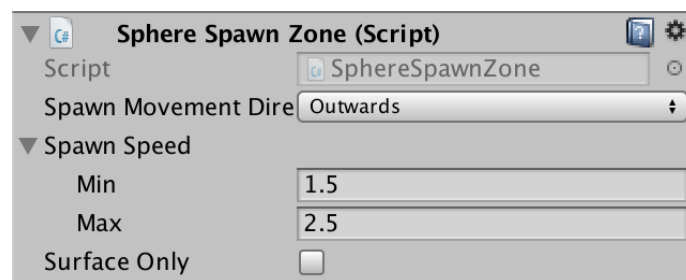 Sphere Spawn Zone (Script)
Script SphereSpawnZone
Spawn Movement Dire Outwards
Spawn Speed
Min 1.5
Max 2.5
Surface Only